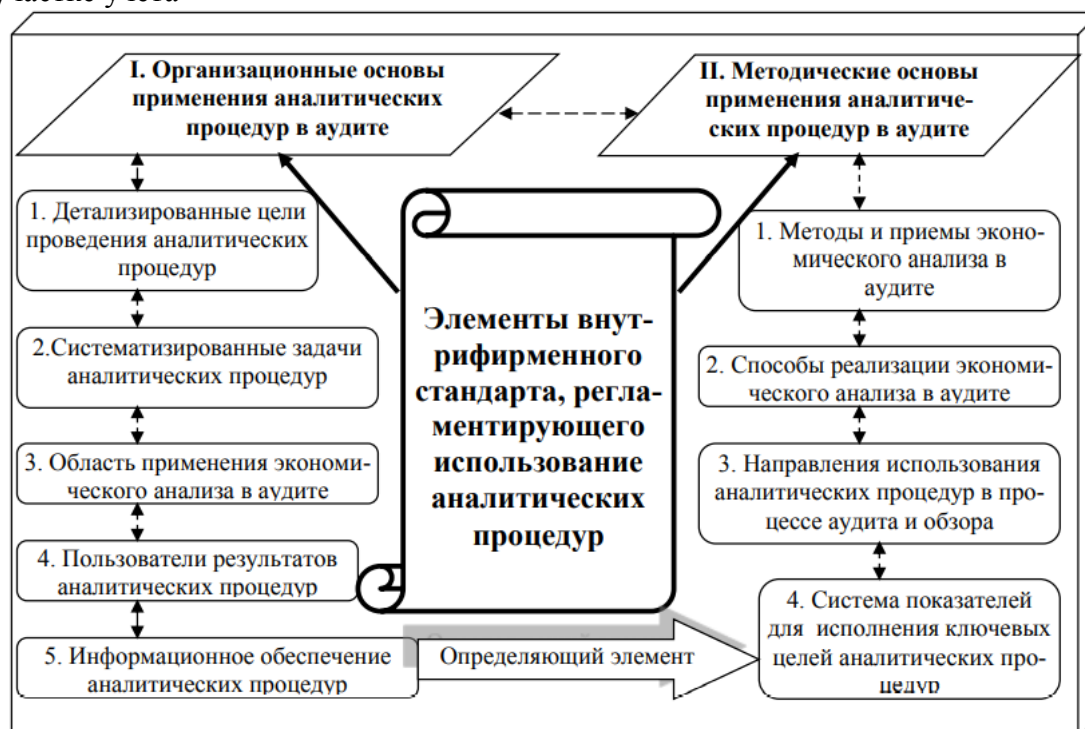 участке учета
I. Организационные основы
применения аналитических
процедур в аудите
II. Методические основы
применения аналитиче-
ских процедур в аудите
1. Детализированные цели
проведения аналитических
процедур
2.Систематизированные задачи
аналитических процедур
3. Область применения экономи-
ческого анализа в аудите
4. Пользователи результатов
аналитических процедур
5. Информационное обеспечение
аналитических процедур
Элементы внут-
рифирменного
стандарта, регла-
ментирующего
использование
аналитических
процедур
Определяющий элемент
1. Методы и приемы эконо-
мического анализа в
аудите
2. Способы реализации экономи-
ческого анализа в аудите
3. Направления использования
аналитических процедур в про-
цессе аудита и обзора
4. Система показателей
для исполнения ключевых
целей аналитических про-
цедур